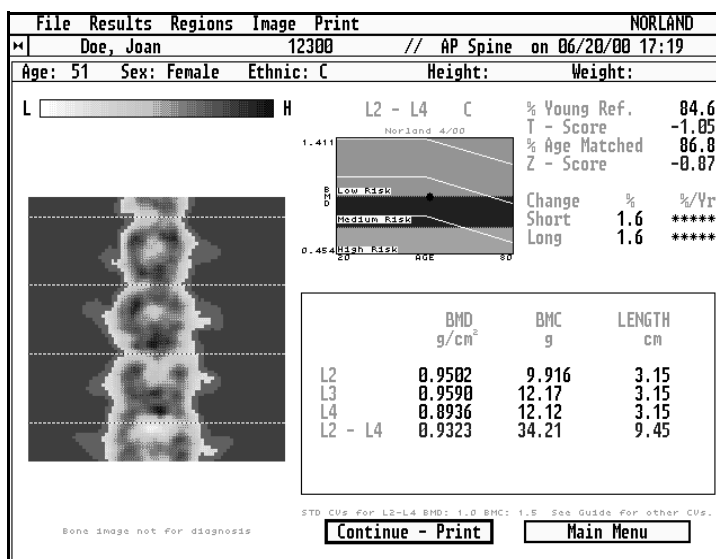 File Results Regions Image Print NORLAND
Doe, Joan 12300 // AP Spine on 06/20/00 17:19
Age: 51 Sex: Female Ethnic: C Height: Weight:
L H
L2 - L4 C
Norland 4/00
1.411
BMD
Low Risk
Medium Risk
High Risk
0.454
20 AGE 80
% Young Ref. 84.6
T - Score -1.05
% Age Matched 86.8
Z - Score -0.87
Change % %/Yr
Short 1.6 *****
Long 1.6 *****
BMD BMC LENGTH
g/cm² g cm
L2 0.9502 9.916 3.15
L3 0.9590 12.17 3.15
L4 0.8936 12.12 3.15
L2 - L4 0.9323 34.21 9.45
STD CVs for L2-L4 BMD: 1.0 BMC: 1.5 See Guide for other CVs.
Bone image not for diagnosis
Continue - Print Main Menu